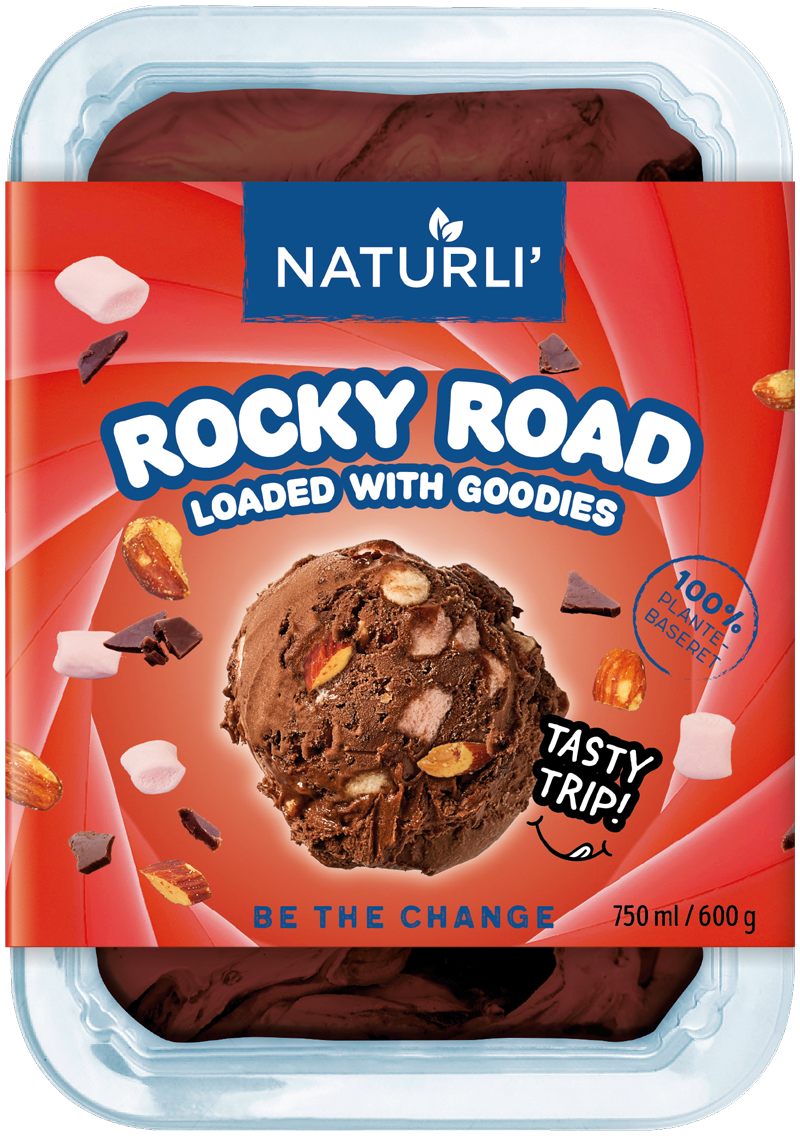 NATURLI'
ROCKY ROAD
LOADED WITH GOODIES
100%
PLANTE-
BASERET
TASTY
TRIP!
BE THE CHANGE
750 ml / 600 g